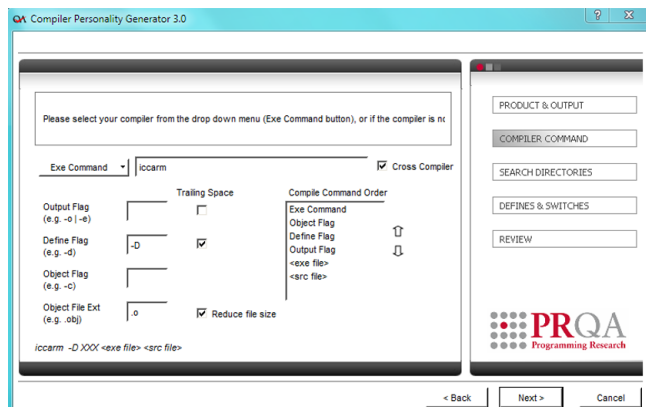 QA Compiler Personality Generator 3.0
Please select your compiler from the drop down menu (Exe Command button), or if the compiler is
Exe Command
iccarm
Cross Compiler
Trailing Space
Compile Command Order
Output Flag
(e.g. -o | -e)
Define Flag
(e.g. -d)
-D
Object Flag
(e.g. -c)
Object File Ext
(e.g. .obj)
.o
Reduce file size
Exe Command
Object Flag
Define Flag
Output Flag
<exe file>
<src file>
iccarm -D XXX <exe file> <src file>
PRODUCT & OUTPUT
COMPILER COMMAND
SEARCH DIRECTORIES
DEFINES & SWITCHES
REVIEW
PRQA
Programming Research
< Back
Next >
Cancel